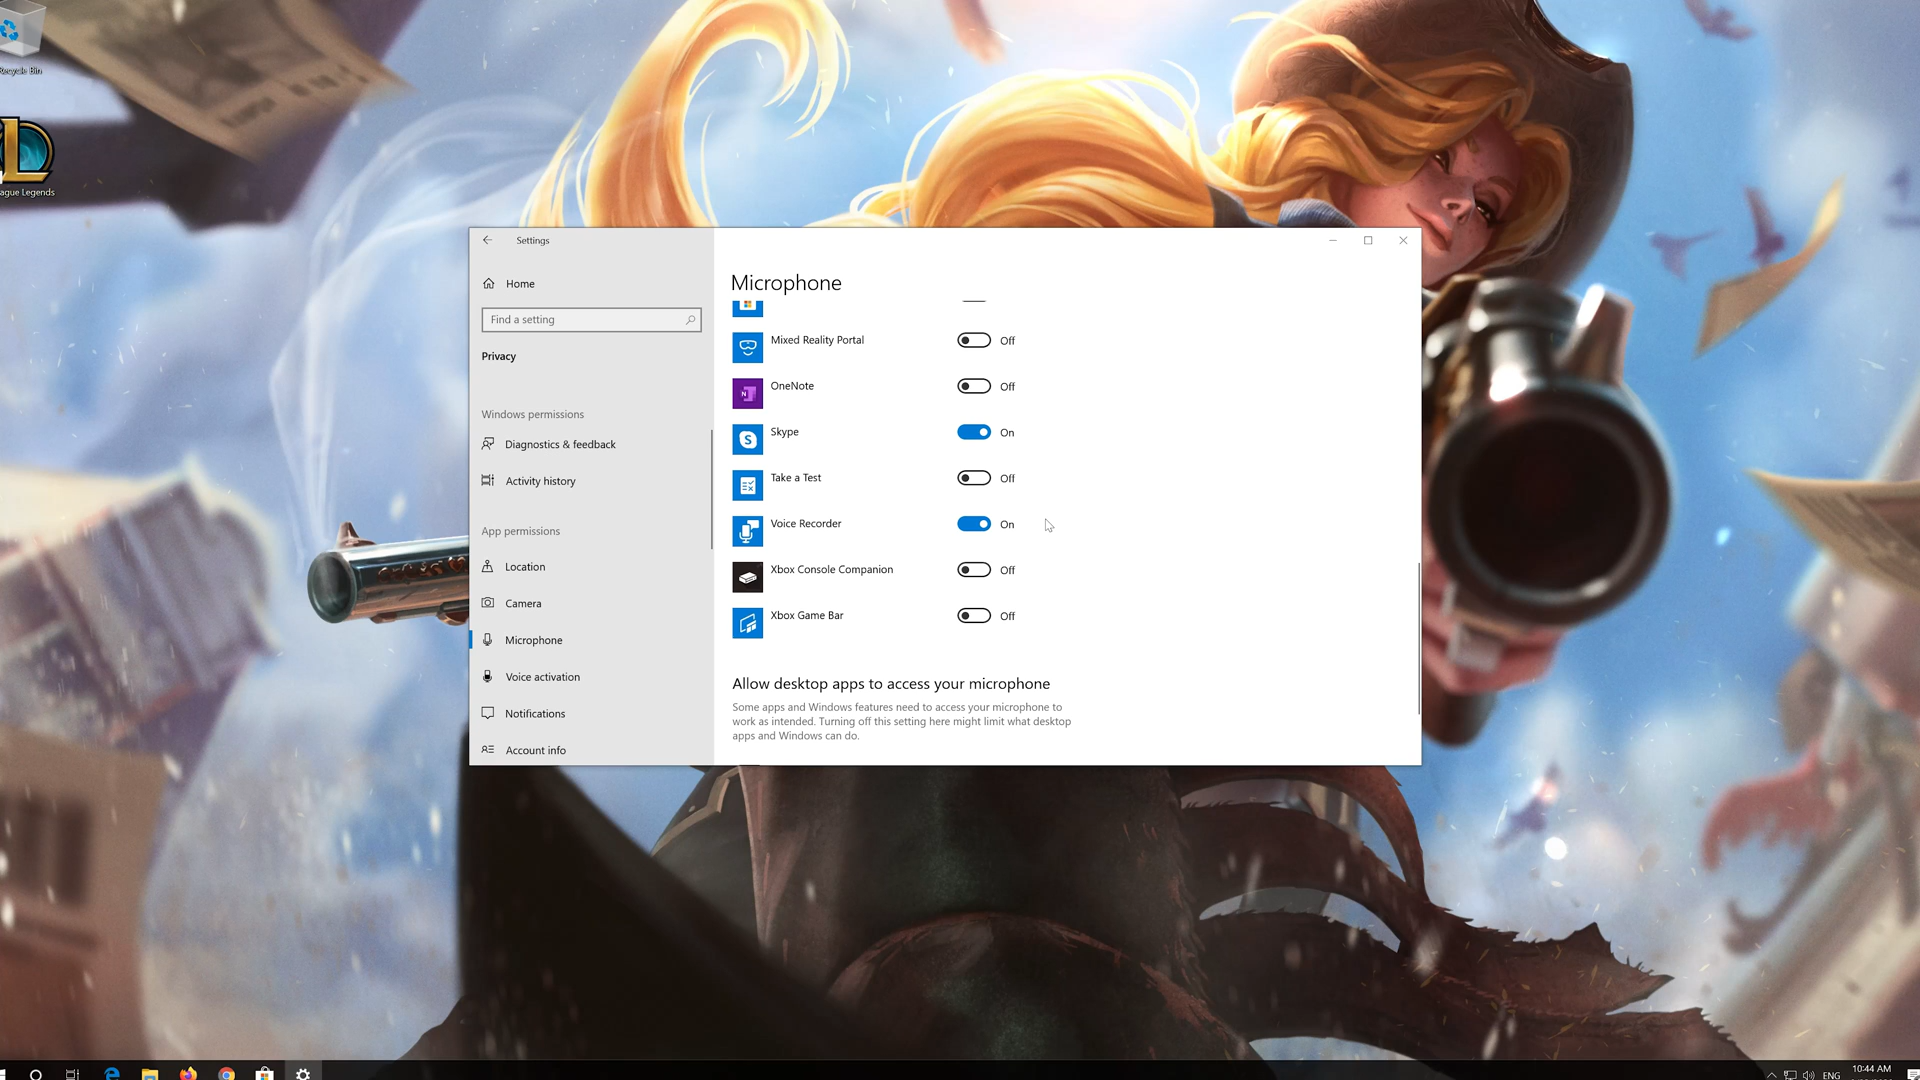 Recycle Bin
ague Legends
Settings
Home
Find a setting
Privacy
Windows permissions
Diagnostics & feedback
Activity history
App permissions
Location
Camera
Microphone
Voice activation
Notifications
Account info
Microphone
Mixed Reality Portal
Off
OneNote
Off
Skype
On
Take a Test
Off
Voice Recorder
On
Xbox Console Companion
Off
Xbox Game Bar
Off
Allow desktop apps to access your microphone
Some apps and Windows features need to access your microphone to
work as intended. Turning off this setting here might limit what desktop
apps and Windows can do.
ENG
10:44 AM